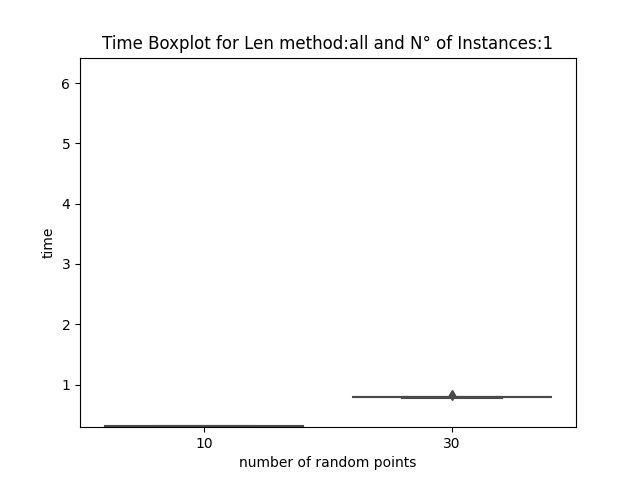 Time Boxplot for Len method:all and N° of Instances:1
6
5
4
3
2
1
time
10
30
number of random points